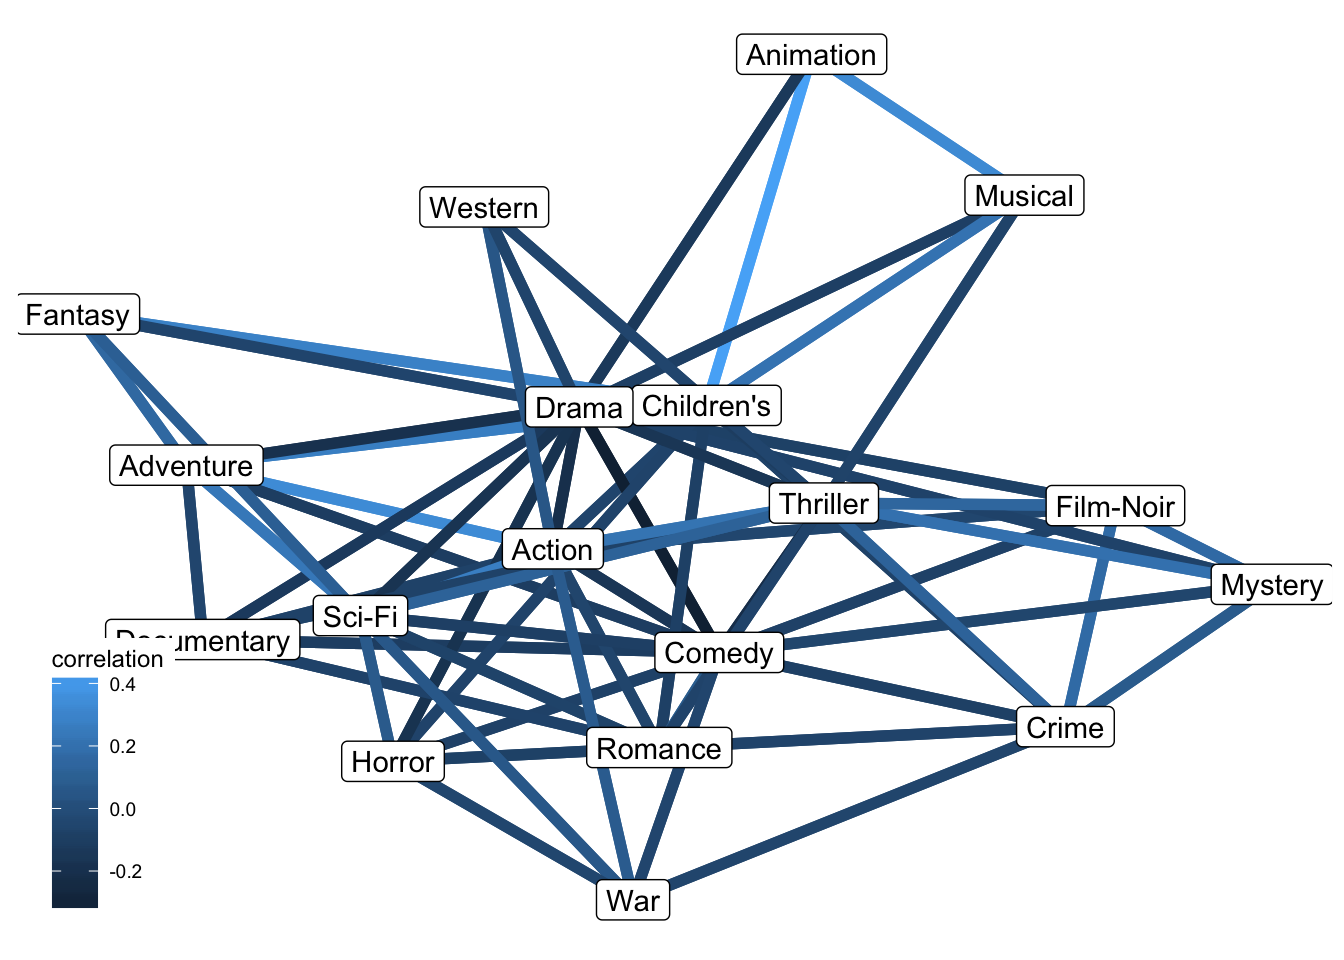 Animation
Musical
Western
Fantasy
Drama
Children's
Adventure
Thriller
Film-Noir
Action
Mystery
Sci-Fi
Documentary
Comedy
correlation
0.4
Crime
0.2
Romance
Horror
0.0
-0.2
War